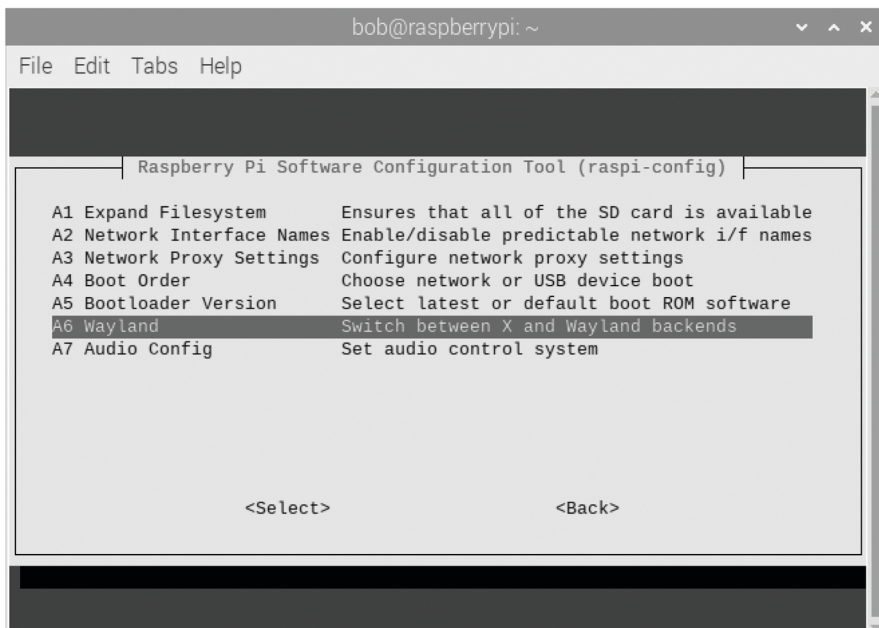 bob@raspberrypi: ~
File Edit Tabs Help
Raspberry Pi Software Configuration Tool (raspi-config)
A1 Expand Filesystem Ensures that all of the SD card is available
A2 Network Interface Names Enable/disable predictable network i/f names
A3 Network Proxy Settings Configure network proxy settings
A4 Boot Order Choose network or USB device boot
A5 Bootloader Version Select latest or default boot ROM software
A6 Wayland Switch between X and Wayland backends
A7 Audio Config Set audio control system
<Select> <Back>